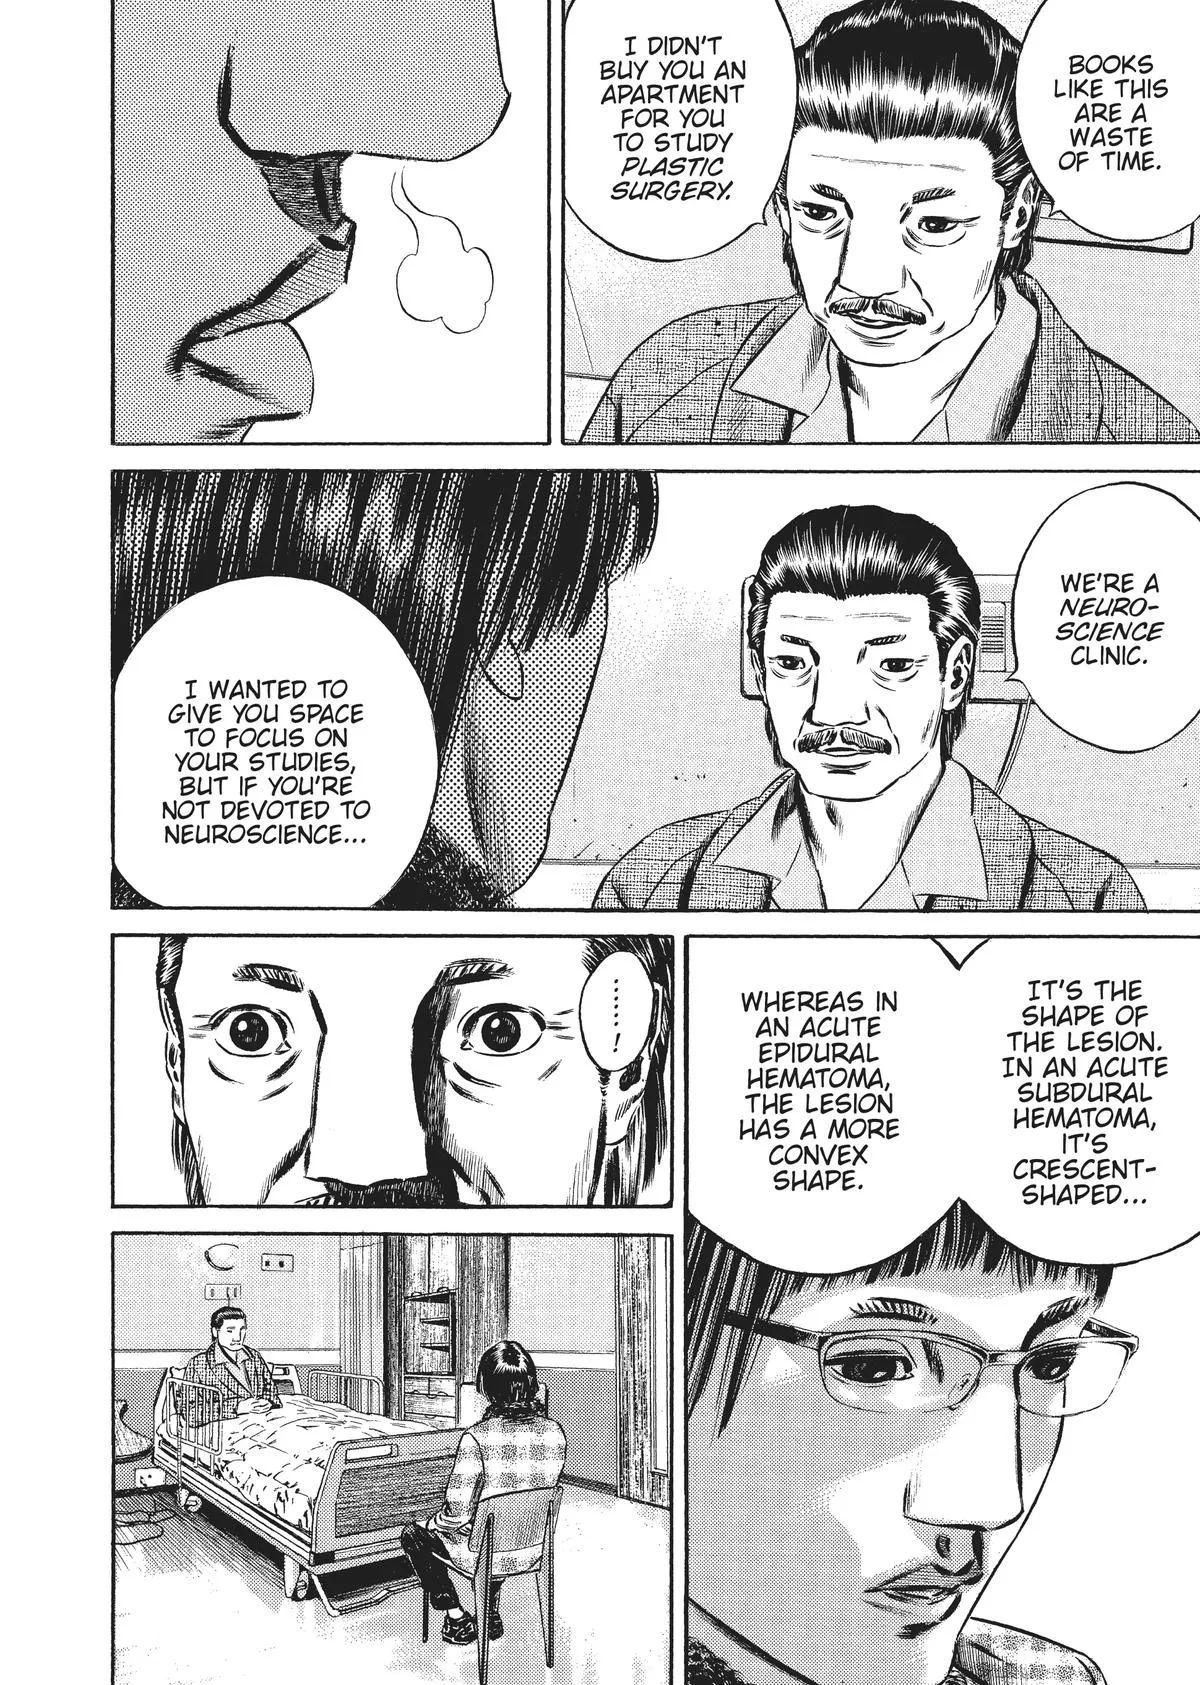 BOOKS
LIKE THIS
ARE A
WASTE
OF TIME.
I DIDN'T
BUY YOU AN
APARTMENT
FOR YOU
TO STUDY
PLASTIC
SURGERY.
WE'RE A
NEURO-
SCIENCE
CLINIC.
I WANTED TO
GIVE YOU SPACE
TO FOCUS ON
YOUR STUDIES,
BUT IF YOU'RE
NOT DEVOTED TO
NEUROSCIENCE...
IT'S THE
SHAPE OF
THE LESION.
IN AN ACUTE
SUBDURAL
HEMATOMA,
IT'S
CRESCENT-
SHAPED...
WHEREAS IN
AN ACUTE
EPIDURAL
HEMATOMA,
THE LESION
HAS A MORE
CONVEX
SHAPE.
......!